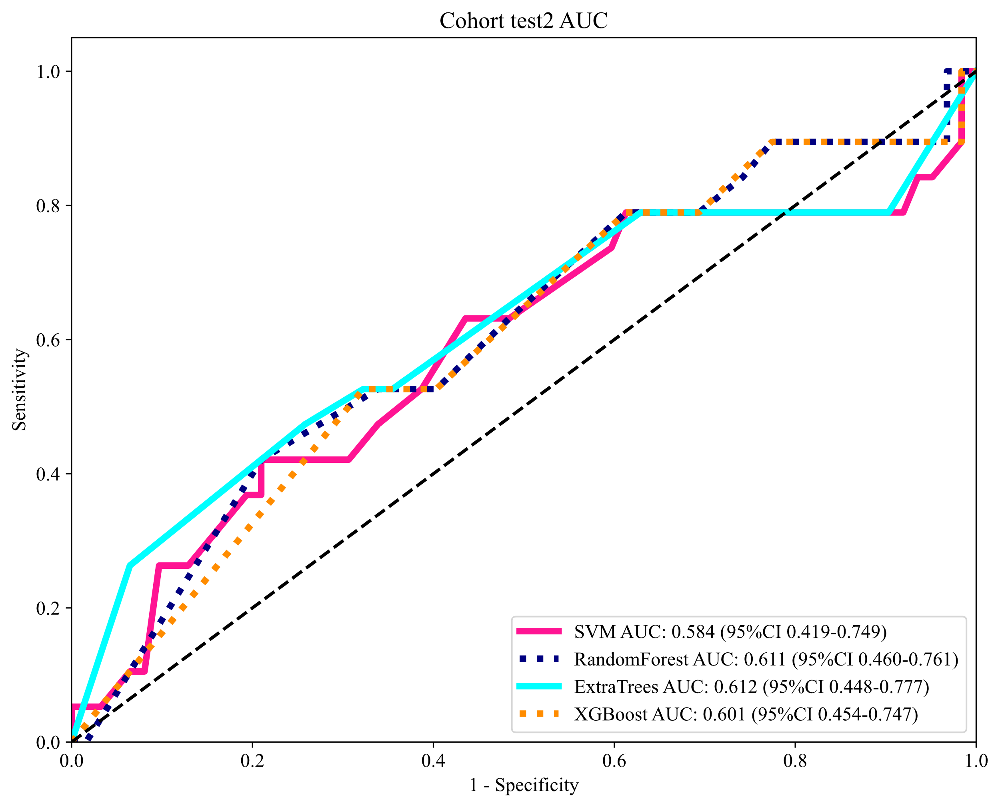 Cohort test2 AUC
1.0
0.8
0.6
0.4
0.2
0.0
Sensitivity
0.0 0.2 0.4 0.6 0.8 1.0
1 - Specificity
SVM AUC: 0.584 (95%CI 0.419-0.749)
RandomForest AUC: 0.611 (95%CI 0.460-0.761)
ExtraTrees AUC: 0.612 (95%CI 0.448-0.777)
XGBoost AUC: 0.601 (95%CI 0.454-0.747)